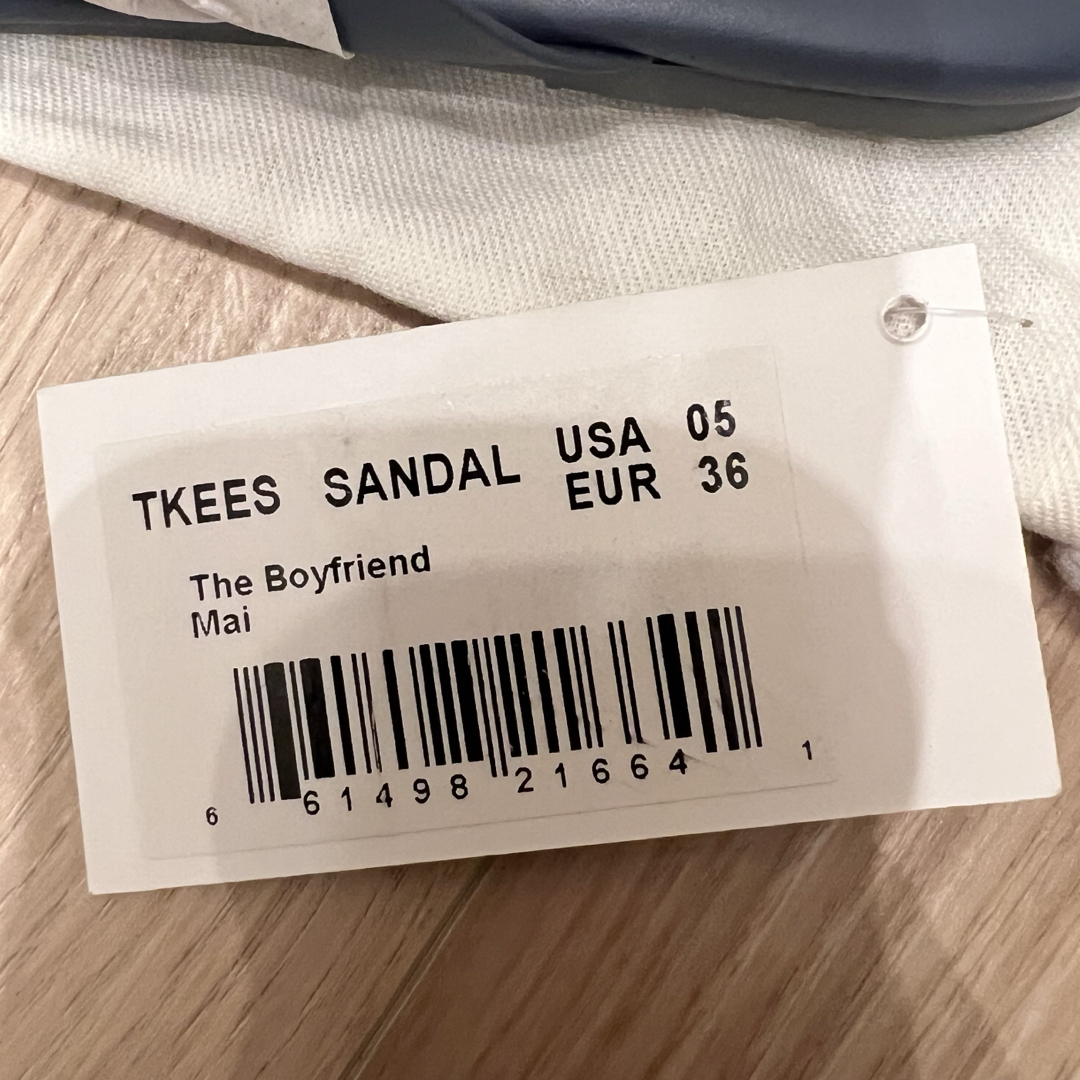 TKEES SANDAL USA 05
EUR 36
The Boyfriend
Mai
6 61498 21664 1